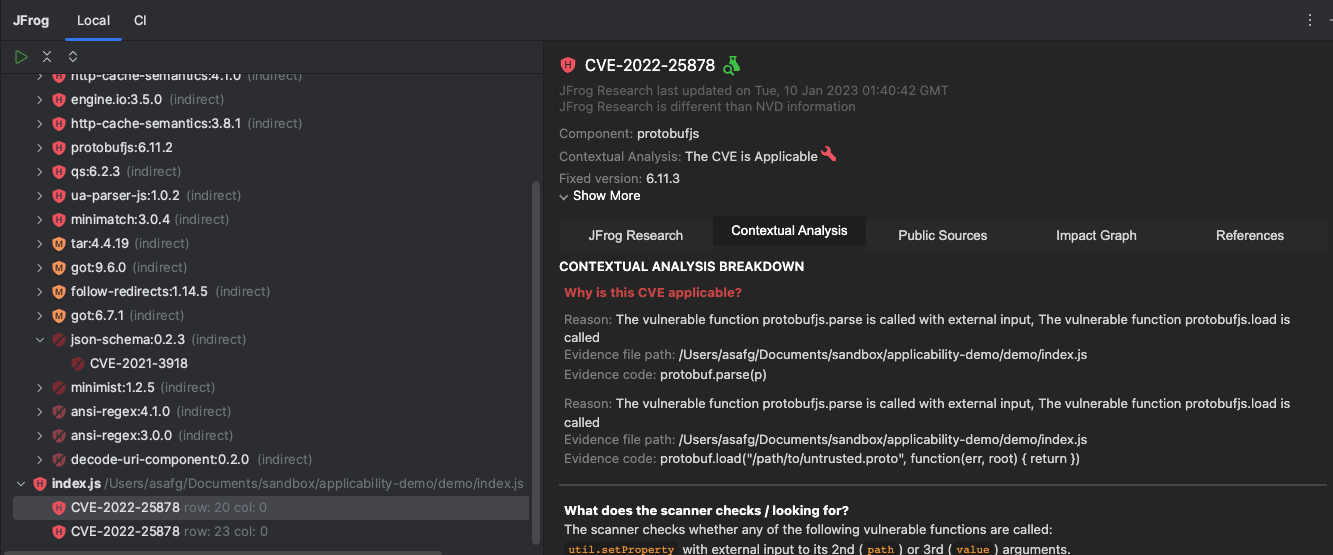 JFrog Local CI
http-cache-semantics:4.1.0 (indirect)
engine.io:3.5.0 (indirect)
http-cache-semantics:3.8.1 (indirect)
protobufjs:6.11.2
qs:6.2.3 (indirect)
ua-parser-js:1.0.2 (indirect)
minimatch:3.0.4 (indirect)
tar:4.4.19 (indirect)
got:9.6.0 (indirect)
follow-redirects:1.14.5 (indirect)
got:6.7.1 (indirect)
json-schema:0.2.3 (indirect)
CVE-2021-3918
minimist:1.2.5 (indirect)
ansi-regex:4.1.0 (indirect)
ansi-regex:3.0.0 (indirect)
decode-uri-component:0.2.0 (indirect)
index.js /Users/asafg/Documents/sandbox/applicability-demo/demo/index.js
CVE-2022-25878 row: 20 col: 0
CVE-2022-25878 row: 23 col: 0
CVE-2022-25878
JFrog Research last updated on Tue, 10 Jan 2023 01:40:42 GMT
JFrog Research is different than NVD information
Component: protobufjs
Contextual Analysis: The CVE is Applicable
Fixed version: 6.11.3
Show More
JFrog Research Contextual Analysis Public Sources Impact Graph References
CONTEXTUAL ANALYSIS BREAKDOWN
Why is this CVE applicable?
Reason: The vulnerable function protobufjs.parse is called with external input, The vulnerable function protobufjs.load is
called
Evidence file path: /Users/asafg/Documents/sandbox/applicability-demo/demo/index.js
Evidence code: protobuf.parse(p)
Reason: The vulnerable function protobufjs.parse is called with external input, The vulnerable function protobufjs.load is
called
Evidence file path: /Users/asafg/Documents/sandbox/applicability-demo/demo/index.js
Evidence code: protobuf.load("/path/to/untrusted.proto", function(err, root) { return })
What does the scanner checks / looking for?
The scanner checks whether any of the following vulnerable functions are called:
util.setProperty with external input to its 2nd ( path ) or 3rd ( value ) arguments.